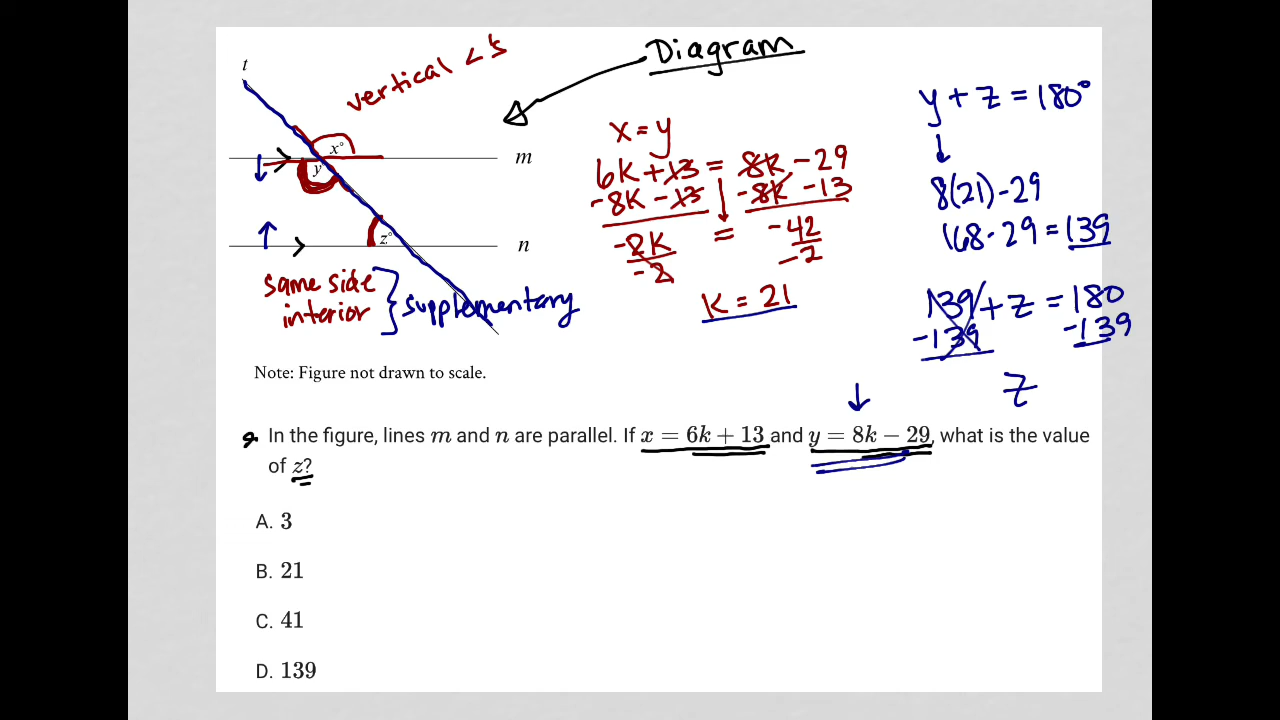 Diagram
t
vertical <'s
x°
m
y°
z°
n
same side
interior
supplementary
x = y
6K + 13 = 8K - 29
-8K - 13 -8K - 13
-2K = -42
-2 -2
K = 21
y + z = 180°
8(21) - 29
168 - 29 = 139
139 + z = 180
-139 -139
z
Note: Figure not drawn to scale.
In the figure, lines m and n are parallel. If x = 6k + 13 and y = 8k − 29, what is the value
of z?
A. 3
B. 21
C. 41
D. 139